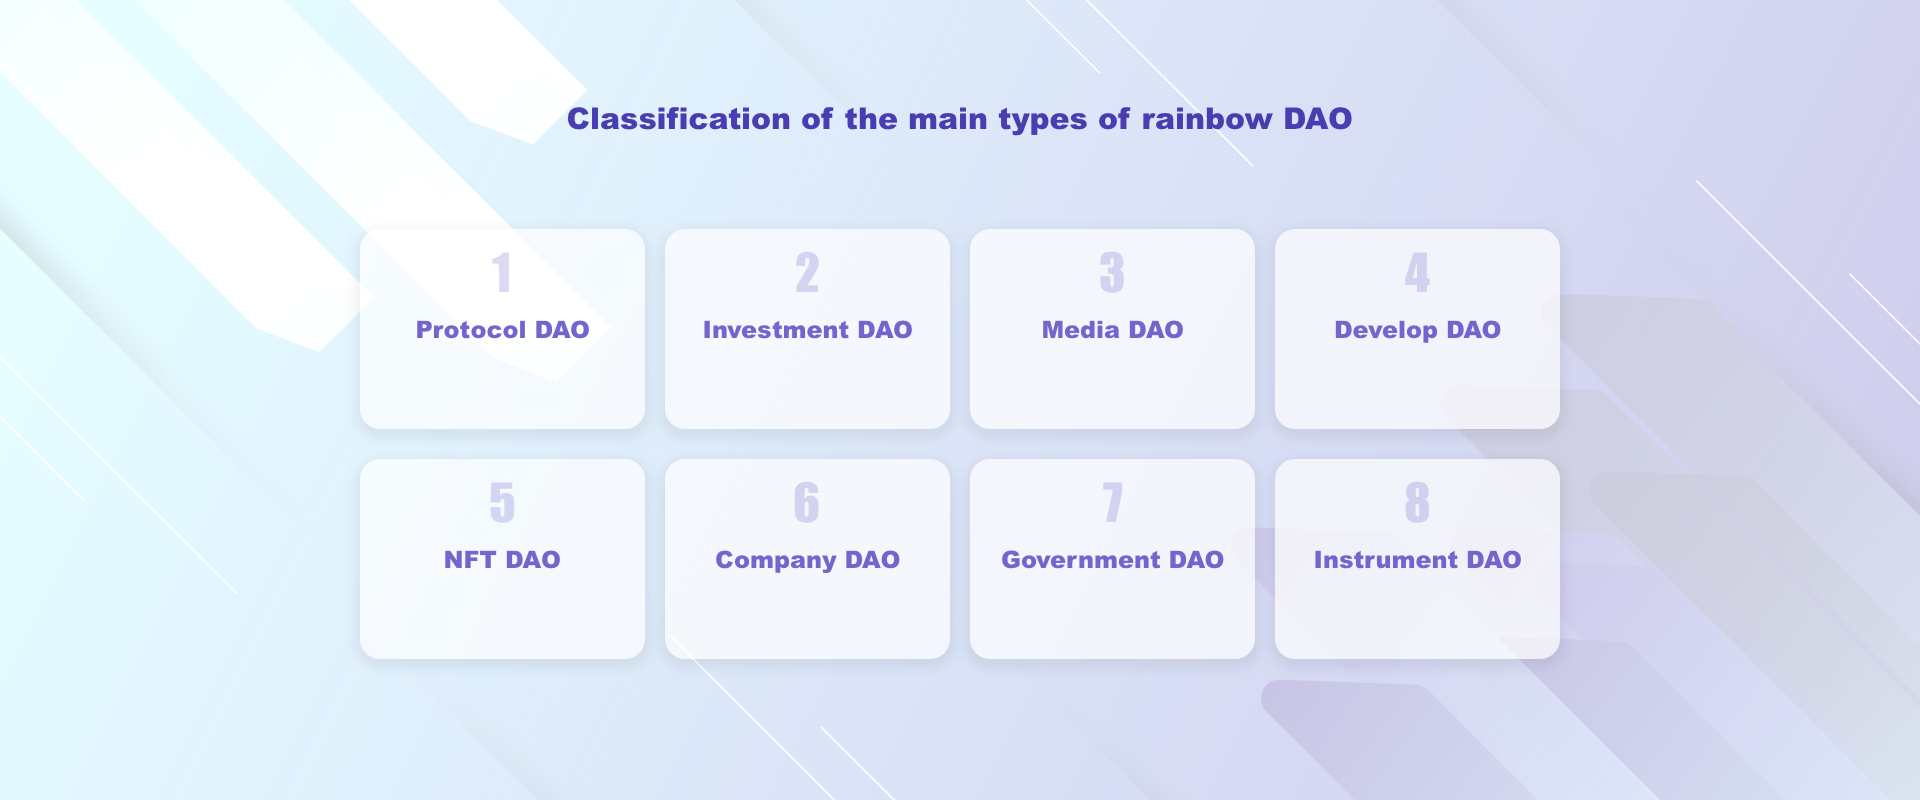 Classification of the main types of rainbow DAO
1
Protocol DAO
2
Investment DAO
3
Media DAO
4
Develop DAO
5
NFT DAO
6
Company DAO
7
Government DAO
8
Instrument DAO